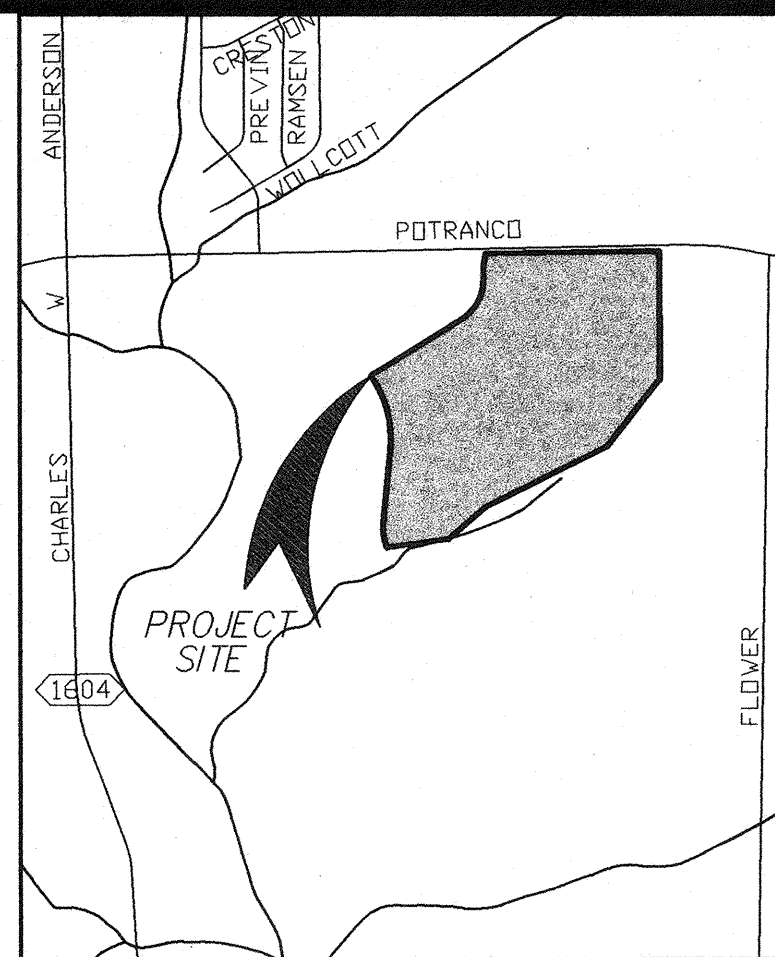 CRESTON
PREVIN
RAMSEN
ANDERSON
WOLLCOTT
POTRANCO
W
CHARLES
PROJECT
SITE
1604
FLOWER